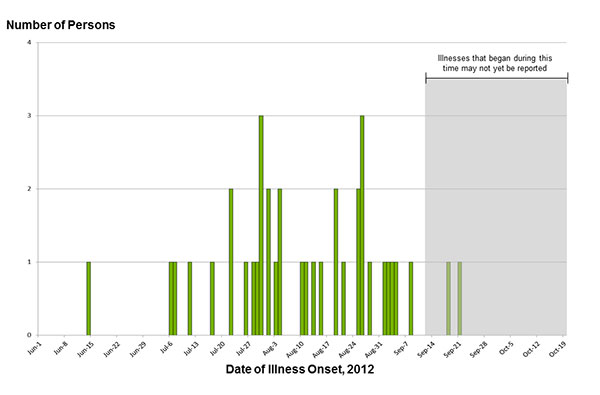 Number of Persons
4
Illnesses that began during this
time may not yet be reported
3
2
1
0
Jun-1 Jun-8 Jun-15 Jun-22 Jun-29 Jul-6 Jul-13 Jul-20 Jul-27 Aug-3 Aug-10 Aug-17 Aug-24 Aug-31 Sep-7 Sep-14 Sep-21 Sep-28 Oct-5 Oct-12 Oct-19
Date of Illness Onset, 2012